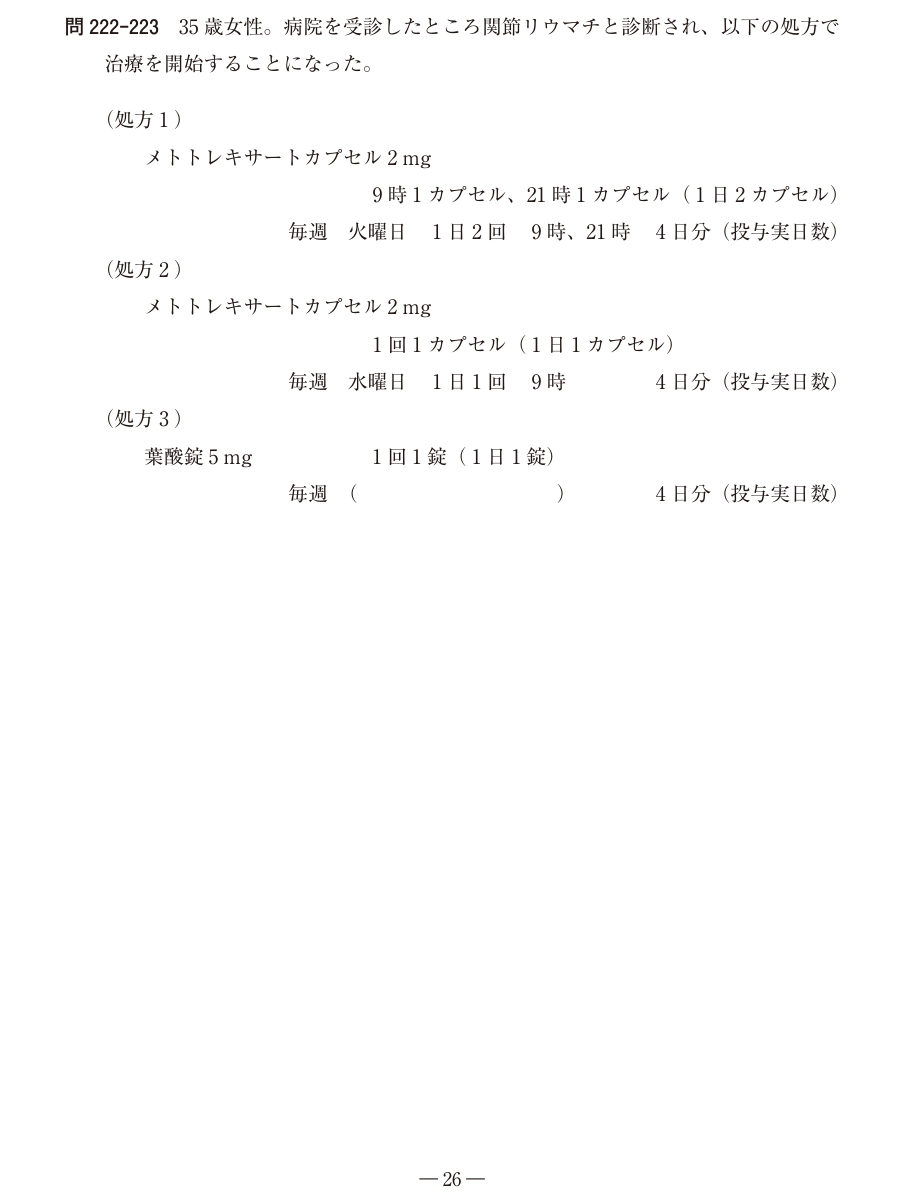 問 222-223　35 歳女性。病院を受診したところ関節リウマチと診断され、以下の処方で
治療を開始することになった。
（処方 1 ）
メトトレキサートカプセル 2 mg
9 時 1 カプセル、21 時 1 カプセル（ 1 日 2 カプセル）
毎週　火曜日　1 日 2 回　9 時、21 時　4 日分（投与実日数）
（処方 2 ）
メトトレキサートカプセル 2 mg
1 回 1 カプセル（ 1 日 1 カプセル）
毎週　水曜日　1 日 1 回　9 時　4 日分（投与実日数）
（処方 3 ）
葉酸錠 5 mg　1 回 1 錠（ 1 日 1 錠）
毎週　（　　　　　　　　　　）　4 日分（投与実日数）
― 26 ―